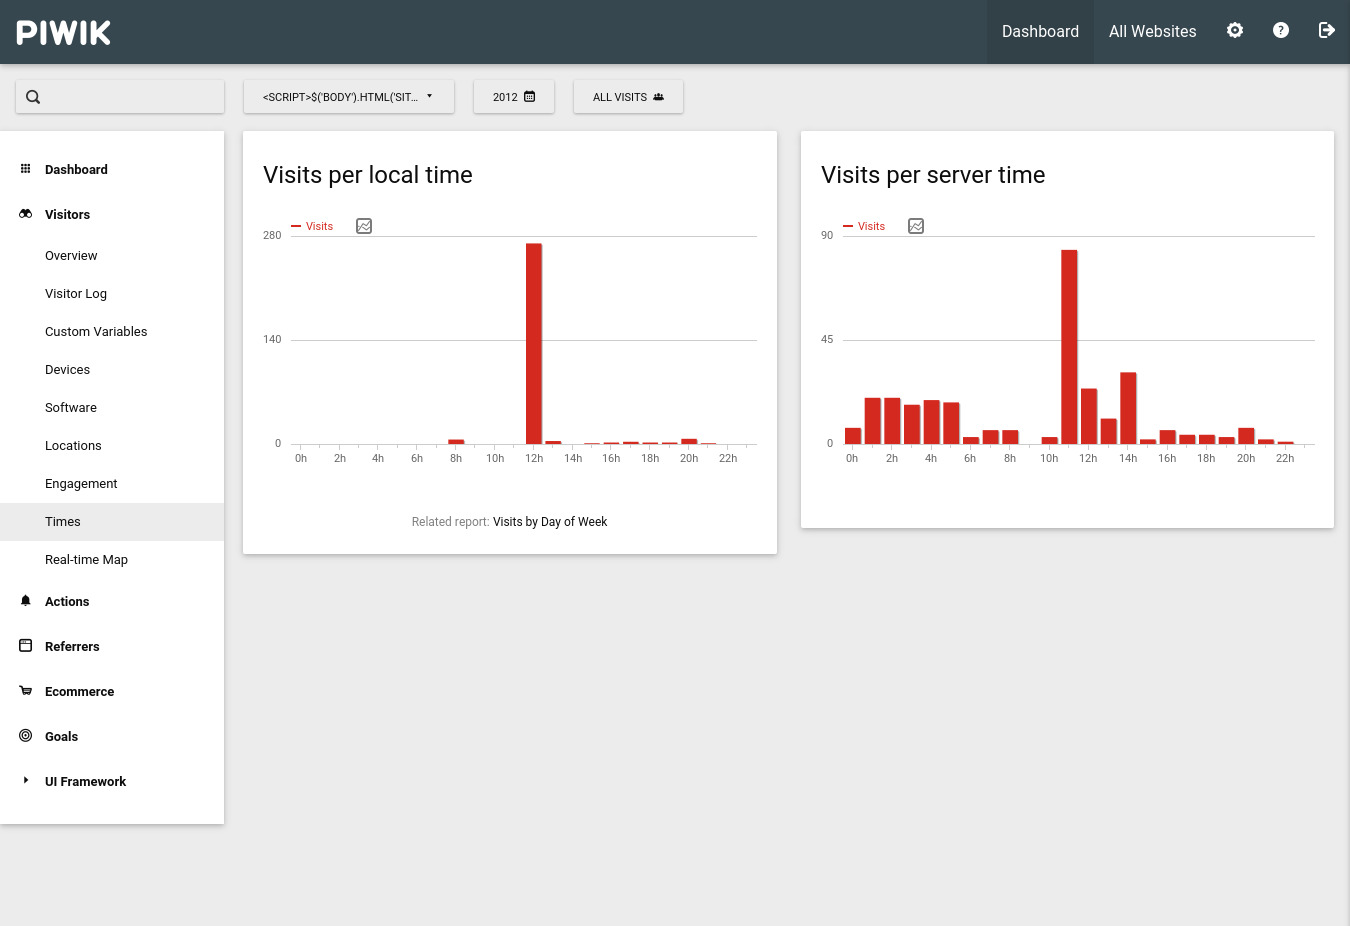 PIWIK
Dashboard
All Websites
<SCRIPT>$('BODY').HTML('SIT...
2012
ALL VISITS
Dashboard
Visitors
Overview
Visitor Log
Custom Variables
Devices
Software
Locations
Engagement
Times
Real-time Map
Actions
Referrers
Ecommerce
Goals
UI Framework
Visits per local time
Visits
280
140
0
0h 2h 4h 6h 8h 10h 12h 14h 16h 18h 20h 22h
Related report: Visits by Day of Week
Visits per server time
Visits
90
45
0
0h 2h 4h 6h 8h 10h 12h 14h 16h 18h 20h 22h